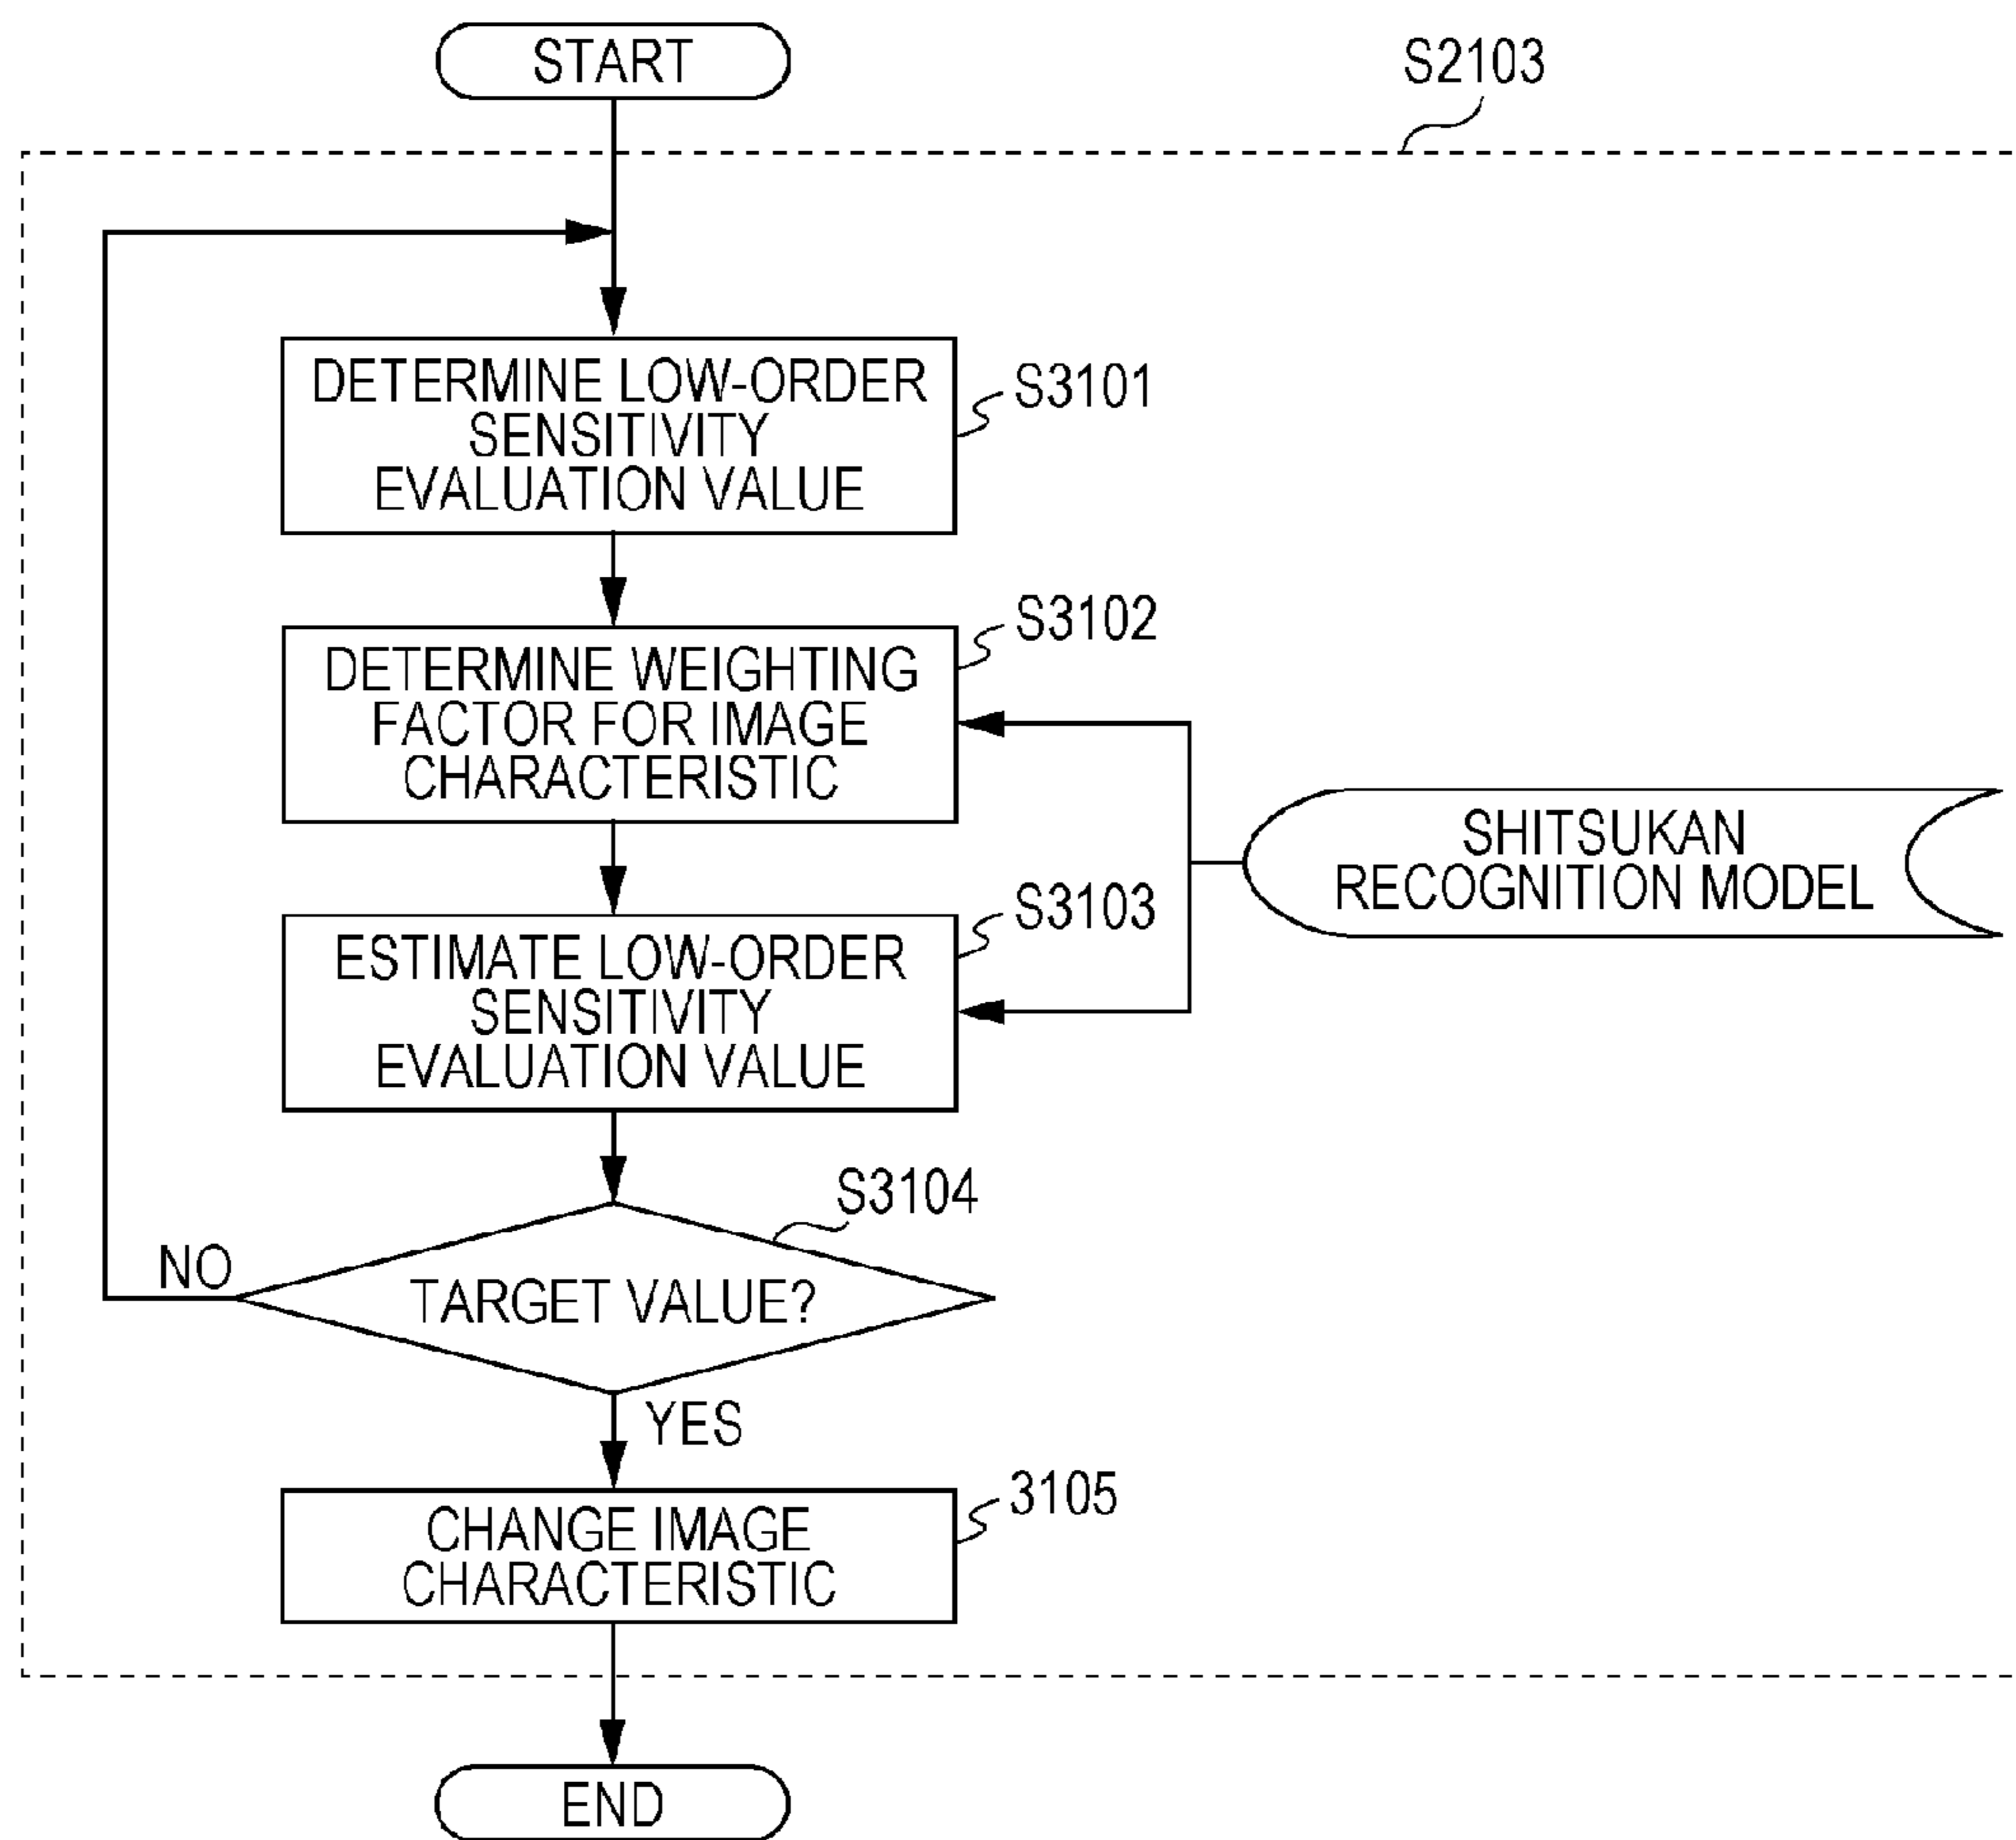 START
S2103
DETERMINE LOW-ORDER
SENSITIVITY
EVALUATION VALUE
S3101
DETERMINE WEIGHTING
FACTOR FOR IMAGE
CHARACTERISTIC
S3102
SHITSUKAN
RECOGNITION MODEL
ESTIMATE LOW-ORDER
SENSITIVITY
EVALUATION VALUE
S3103
S3104
NO
TARGET VALUE?
YES
CHANGE IMAGE
CHARACTERISTIC
3105
END